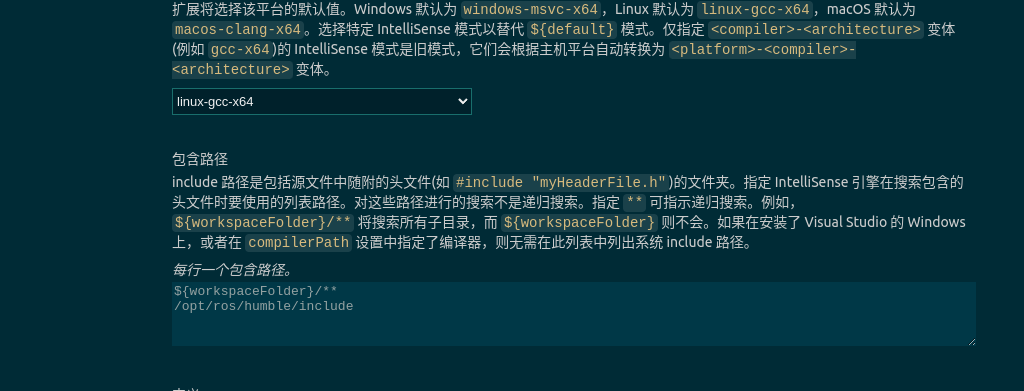 扩展将选择该平台的默认值。Windows 默认为 windows-msvc-x64，Linux 默认为 linux-gcc-x64，macOS 默认为
macos-clang-x64。选择特定 IntelliSense 模式以替代 ${default} 模式。仅指定 <compiler>-<architecture> 变体
(例如 gcc-x64)的 IntelliSense 模式是旧模式，它们会根据主机平台自动转换为 <platform>-<compiler>-
<architecture> 变体。
linux-gcc-x64
包含路径
include 路径是包括源文件中随附的头文件(如 #include "myHeaderFile.h")的文件夹。指定 IntelliSense 引擎在搜索包含的
头文件时要使用的列表路径。对这些路径进行的搜索不是递归搜索。指定 ** 可指示递归搜索。例如，
${workspaceFolder}/** 将搜索所有子目录，而 ${workspaceFolder} 则不会。如果在安装了 Visual Studio 的 Windows
上，或者在 compilerPath 设置中指定了编译器，则无需在此列表中列出系统 include 路径。
每行一个包含路径。
${workspaceFolder}/**
/opt/ros/humble/include